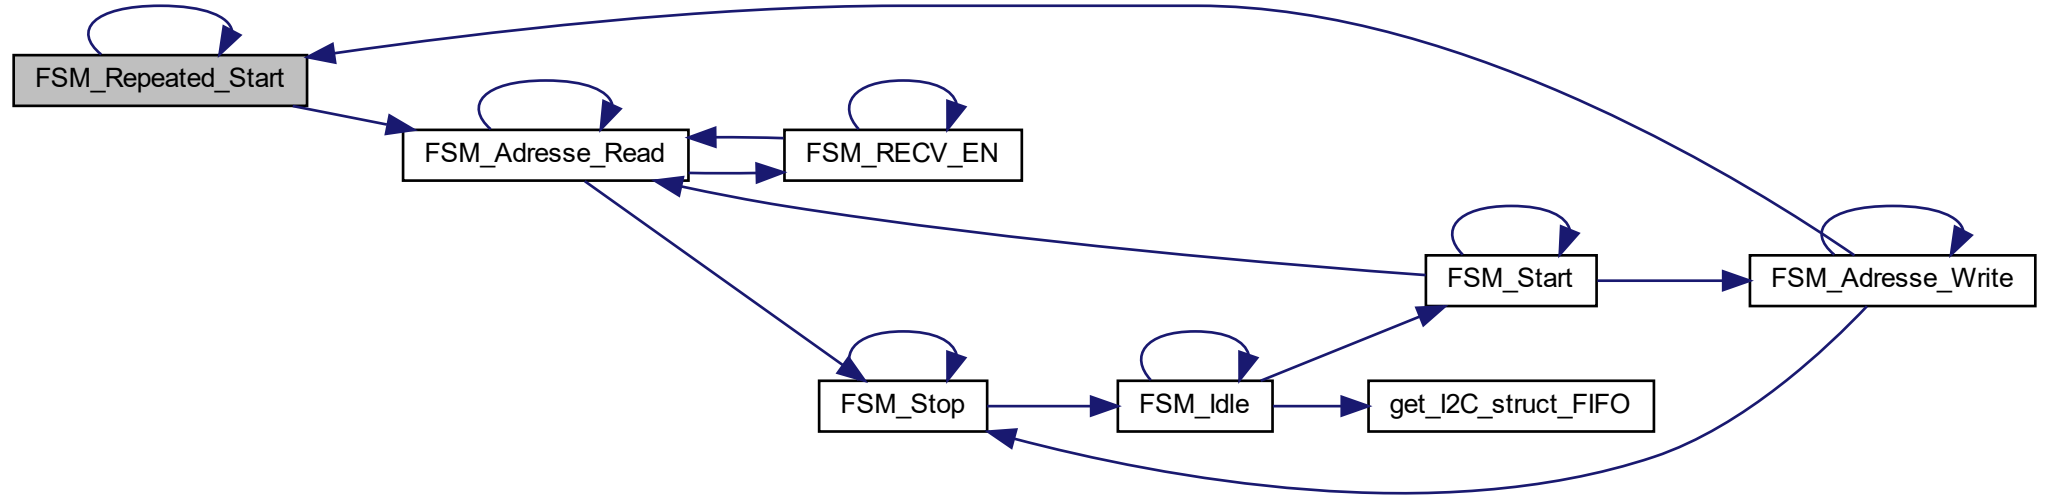 FSM_Repeated_Start
FSM_Adresse_Read
FSM_RECV_EN
FSM_Start
FSM_Adresse_Write
FSM_Stop
FSM_Idle
get_I2C_struct_FIFO